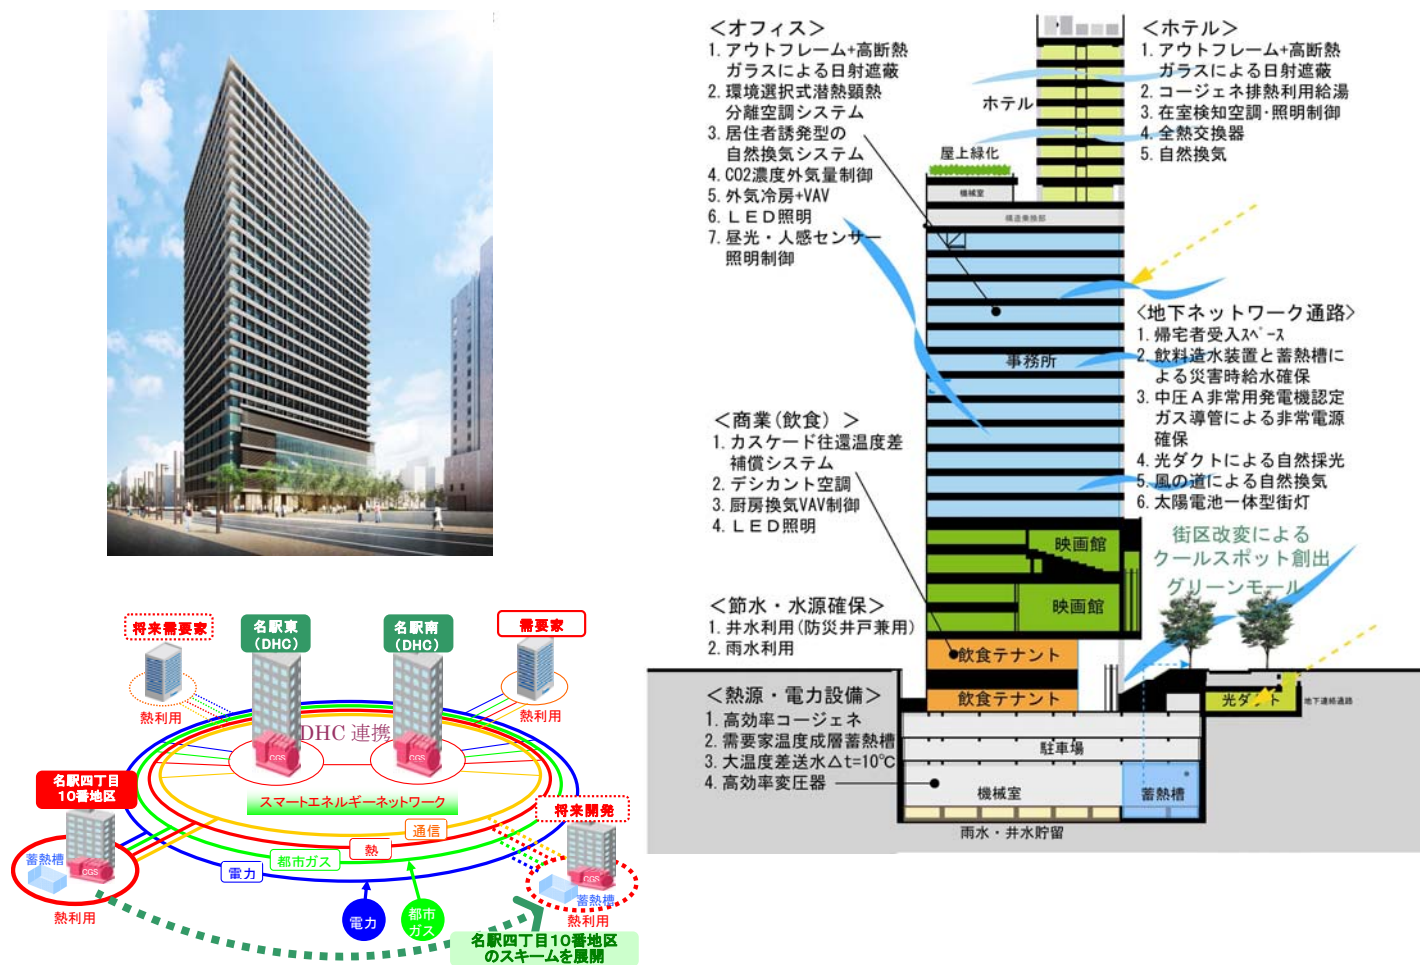 <オフィス>
1. アウトフレーム+高断熱
ガラスによる日射遮蔽
2. 環境選択式潜熱顕熱
分離空調システム
3. 居住者誘発型の
自然換気システム
4. CO2濃度外気量制御
5. 外気冷房+VAV
6. ＬＥＤ照明
7. 昼光・人感センサー
照明制御
<ホテル>
1. アウトフレーム+高断熱
ガラスによる日射遮蔽
2. コージェネ排熱利用給湯
3. 在室検知空調･照明制御
4. 全熱交換器
5. 自然換気
ホテル
屋上緑化
機械室
構造乗換部
事務所
<地下ネットワーク通路>
1. 帰宅者受入ｽﾍﾟｰｽ
2. 飲料造水装置と蓄熱槽に
よる災害時給水確保
3. 中圧Ａ非常用発電機認定
ガス導管による非常電源
確保
4. 光ダクトによる自然採光
5. 風の道による自然換気
6. 太陽電池一体型街灯
<商業(飲食) >
1. カスケード往還温度差
補償システム
2. デシカント空調
3. 厨房換気VAV制御
4. ＬＥＤ照明
街区改変による
クールスポット創出
グリーンモール
映画館
映画館
<節水・水源確保>
1. 井水利用(防災井戸兼用)
2. 雨水利用
飲食テナント
飲食テナント
<熱源・電力設備>
1. 高効率コージェネ
2. 需要家温度成層蓄熱槽
3. 大温度差送水△t=10℃
4. 高効率変圧器
光ダクト
地下連絡通路
駐車場
機械室
蓄熱槽
雨水・井水貯留
将来需要家
名駅東
(DHC)
名駅南
(DHC)
需要家
熱利用
熱利用
DHC 連携
CGS
CGS
名駅四丁目
10番地区
スマートエネルギーネットワーク
将来開発
通信
熱
都市ガス
電力
蓄熱槽
CGS
熱利用
電力
都市
ガス
CGS
蓄熱槽
熱利用
名駅四丁目10番地区
のスキームを展開